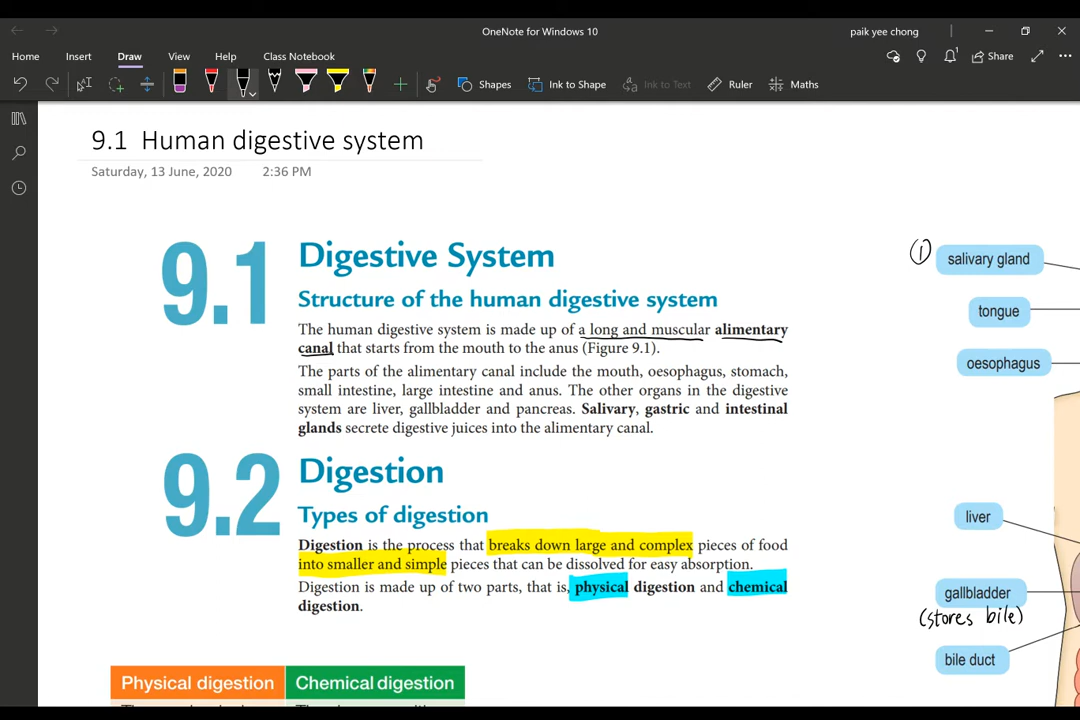 OneNote for Windows 10
paik yee chong
Home Insert Draw View Help Class Notebook
1
Share
Shapes
Ink to Shape
Ink to Text
Ruler
Maths
9.1 Human digestive system
Saturday, 13 June, 2020 2:36 PM
9.1
Digestive System
Structure of the human digestive system
The human digestive system is made up of a long and muscular alimentary
canal that starts from the mouth to the anus (Figure 9.1).
The parts of the alimentary canal include the mouth, oesophagus, stomach,
small intestine, large intestine and anus. The other organs in the digestive
system are liver, gallbladder and pancreas. Salivary, gastric and intestinal
glands secrete digestive juices into the alimentary canal.
9.2
Digestion
Types of digestion
Digestion is the process that breaks down large and complex pieces of food
into smaller and simple pieces that can be dissolved for easy absorption.
Digestion is made up of two parts, that is, physical digestion and chemical
digestion.
Physical digestion Chemical digestion
① salivary gland
tongue
oesophagus
liver
gallbladder
(stores bile)
bile duct